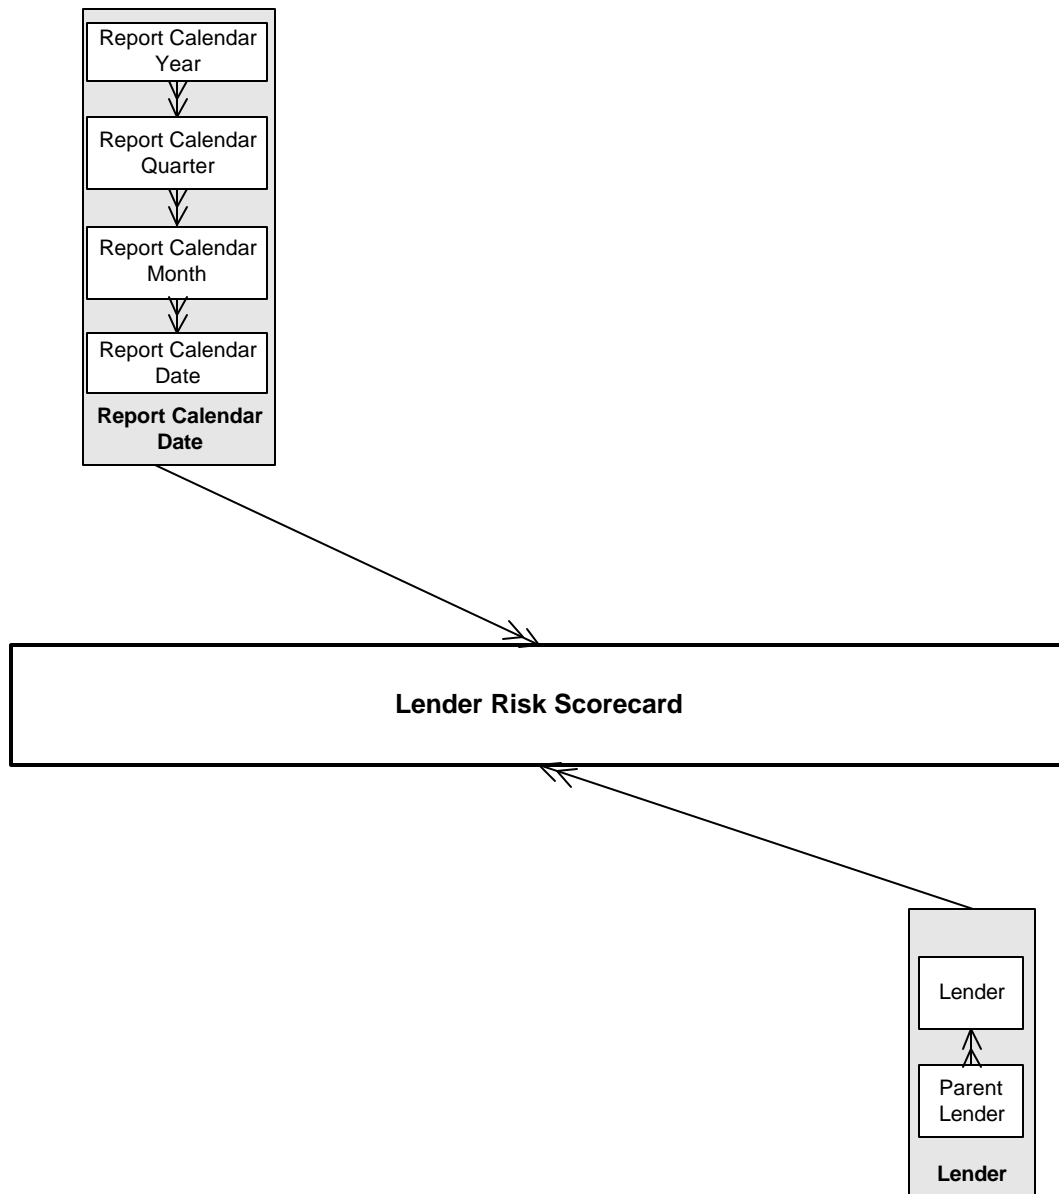 Report Calendar
Year
Report Calendar
Quarter
Report Calendar
Month
Report Calendar
Date
Report Calendar
Date
Lender Risk Scorecard
Lender
Parent
Lender
Lender